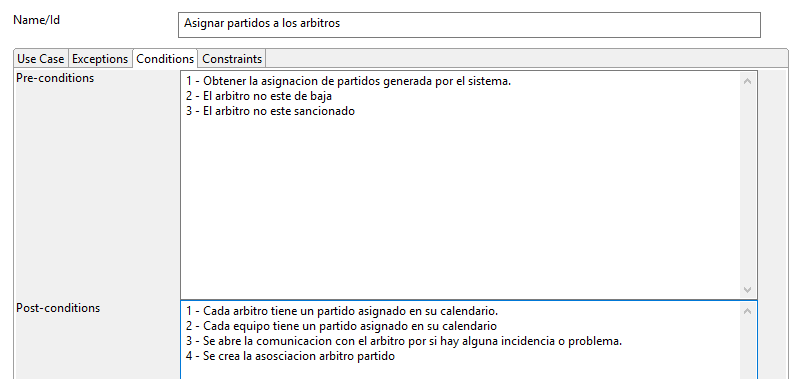 Name/Id
Asignar partidos a los arbitros
Use Case Exceptions Conditions Constraints
Pre-conditions
1 - Obtener la asignacion de partidos generada por el sistema.
2 - El arbitro no este de baja
3 - El arbitro no este sancionado
Post-conditions
1 - Cada arbitro tiene un partido asignado en su calendario.
2 - Cada equipo tiene un partido asignado en su calendario
3 - Se abre la comunicacion con el arbitro por si hay alguna incidencia o problema.
4 - Se crea la asosciacion arbitro partido